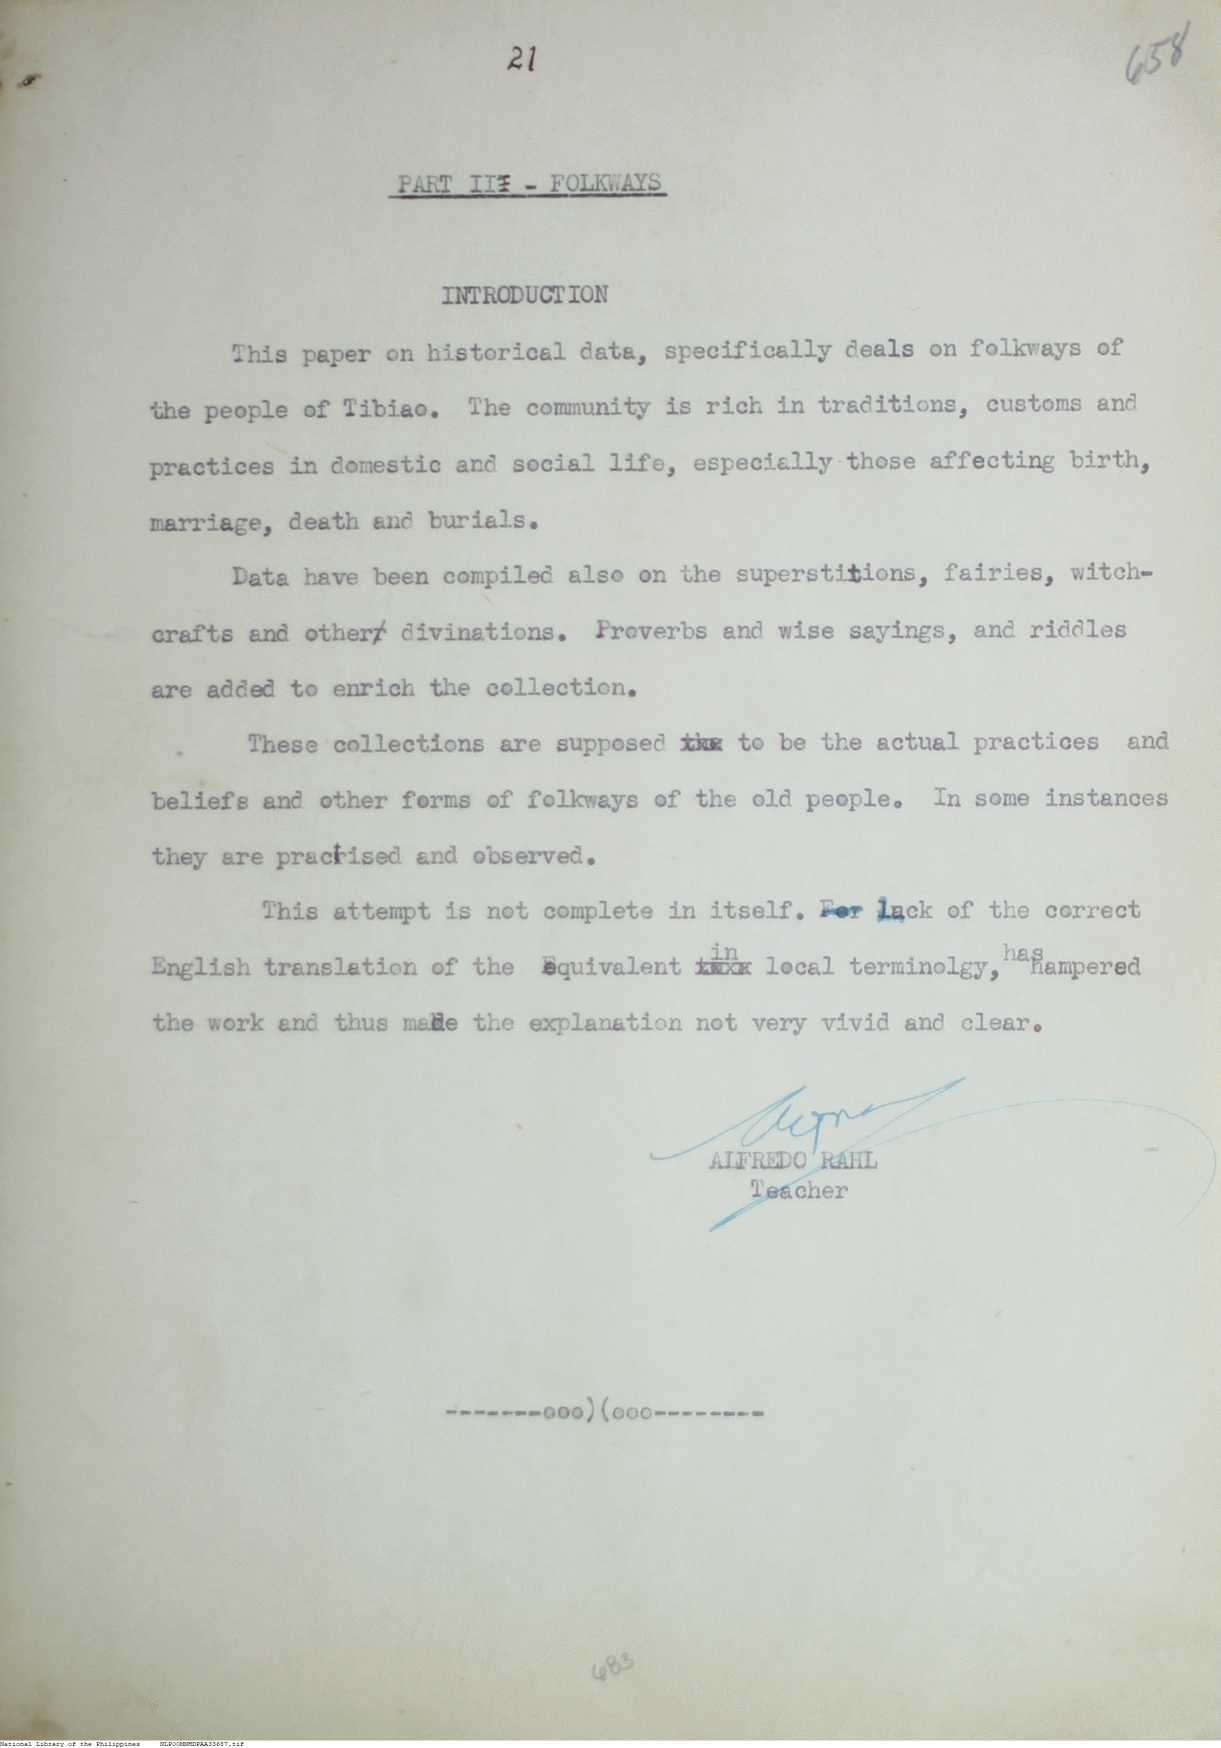 21
658
PART II - FOLKWAYS
INTRODUCTION
This paper on historical data, specifically deals on folkways of
the people of Tibiao. The community is rich in traditions, customs and
practices in domestic and social life, especially those affecting birth,
marriage, death and burials.
Data have been compiled also on the superstitions, fairies, witch-
crafts and other divinations. Proverbs and wise sayings, and riddles
are added to enrich the collection.
These collections are supposed to be the actual practices and
beliefs and other forms of folkways of the old people. In some instances
they are practised and observed.
This attempt is not complete in itself. Lack of the correct
English translation of the equivalent in local terminolgy, has hampered
the work and thus made the explanation not very vivid and clear.
ALFREDO RAHL
Teacher
-------ooo)(ooo--------
683
National Library of the Philippines NLPOOHNMDPAA33687.tif